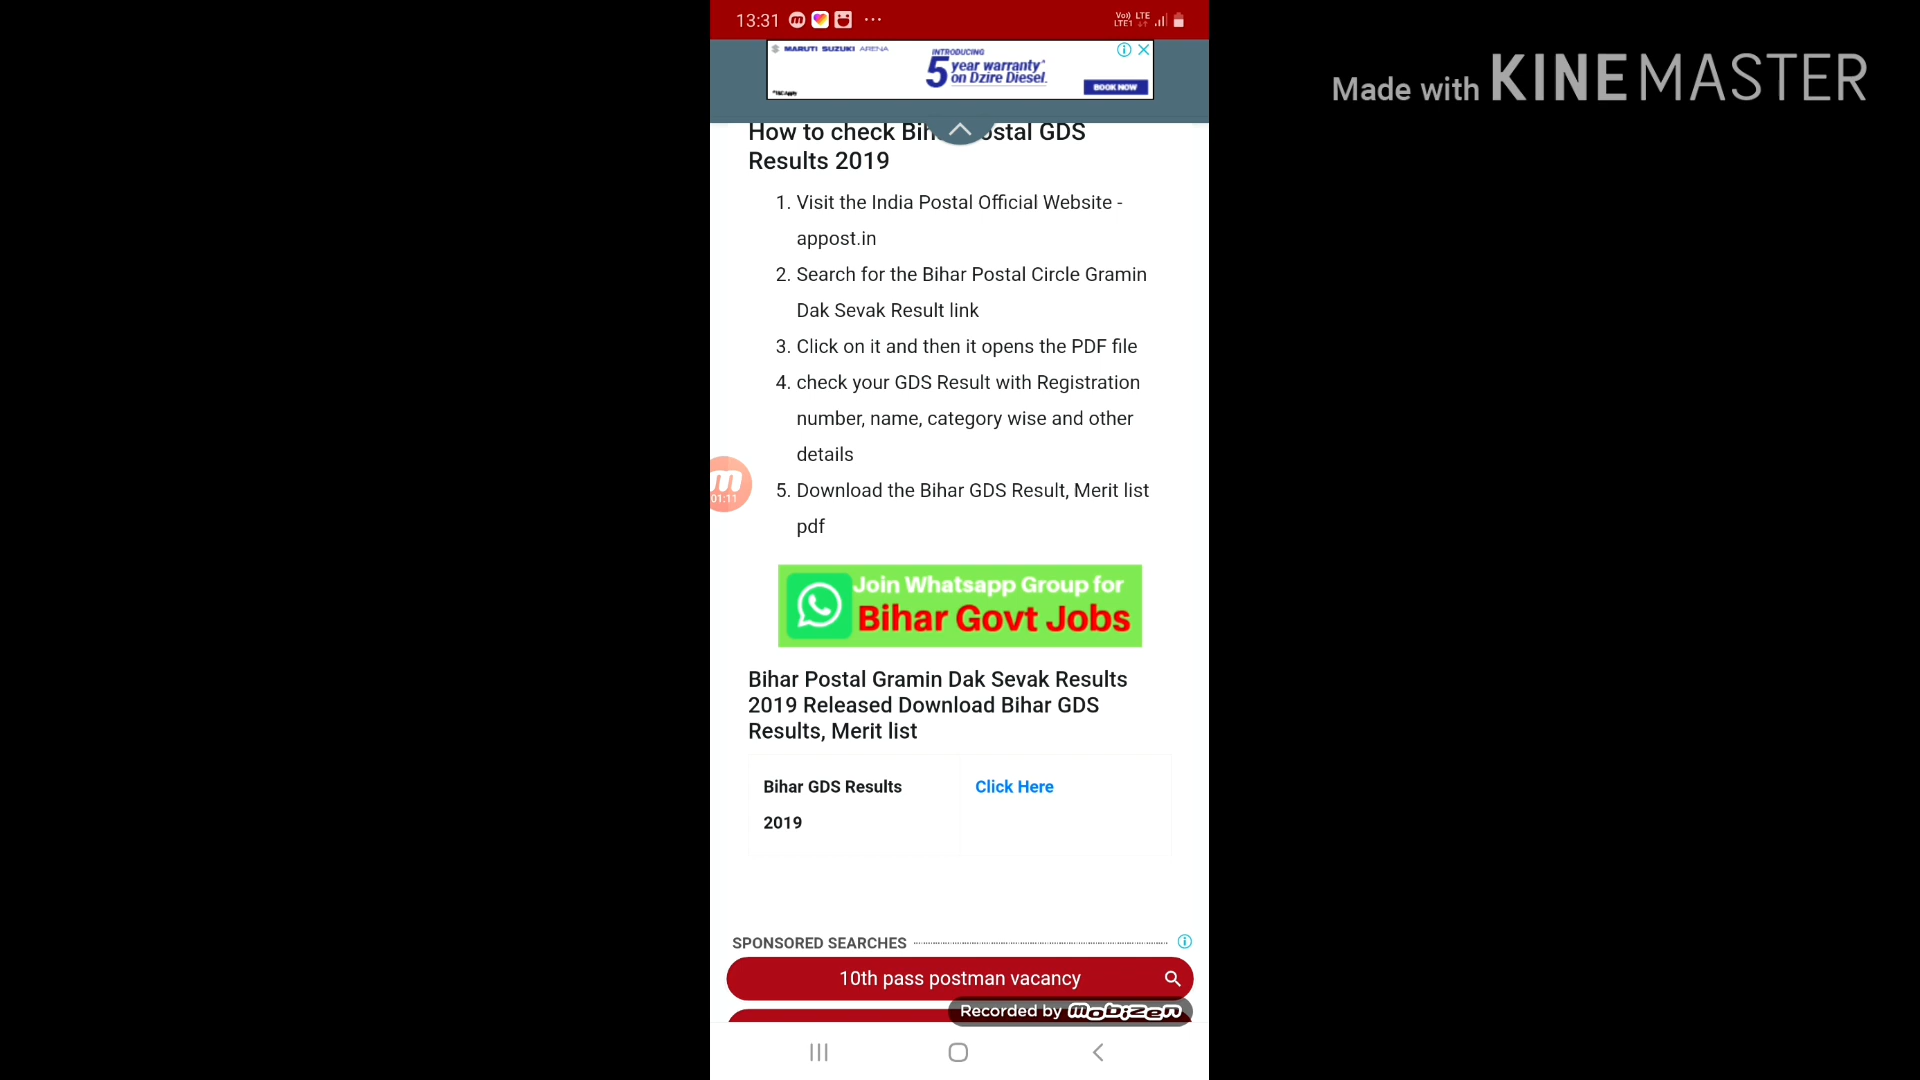 13:31
Vo)) LTE
LTE1
MARUTI SUZUKI ARENA
INTRODUCING
5 year warranty*
on Dzire Diesel.
*T&C Apply
BOOK NOW
Made with KINEMASTER
How to check Bih ostal GDS
Results 2019
1. Visit the India Postal Official Website -
appost.in
2. Search for the Bihar Postal Circle Gramin
Dak Sevak Result link
3. Click on it and then it opens the PDF file
4. check your GDS Result with Registration
number, name, category wise and other
details
01:11
5. Download the Bihar GDS Result, Merit list
pdf
Join Whatsapp Group for
Bihar Govt Jobs
Bihar Postal Gramin Dak Sevak Results
2019 Released Download Bihar GDS
Results, Merit list
Bihar GDS Results
2019
Click Here
SPONSORED SEARCHES
10th pass postman vacancy
Recorded by mobizen